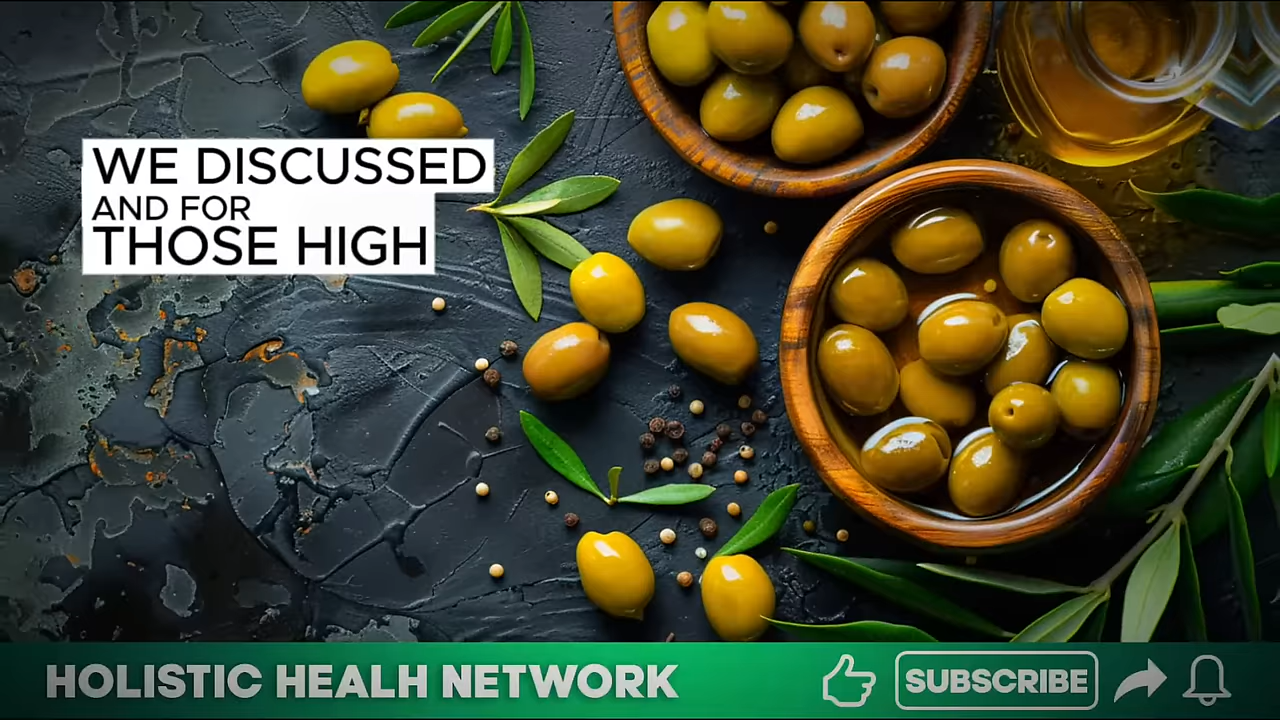 WE DISCUSSED
AND FOR
THOSE HIGH
HOLISTIC HEALH NETWORK
SUBSCRIBE